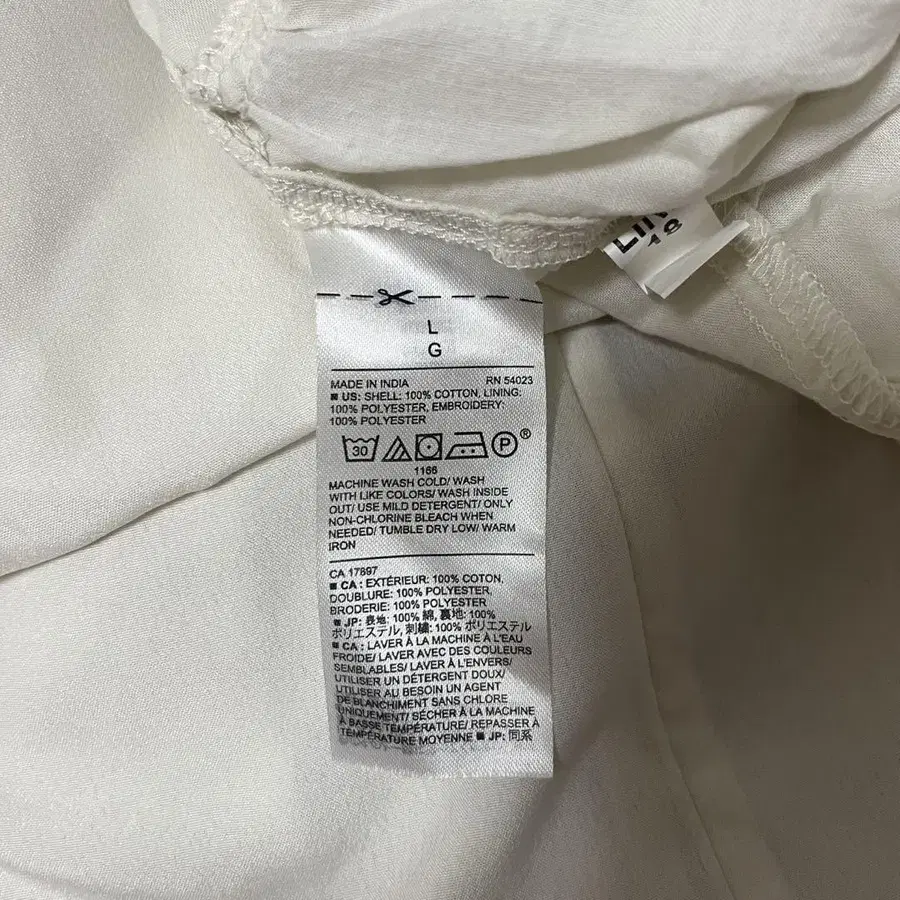 L
G
MADE IN INDIA RN 54023
■ US: SHELL: 100% COTTON, LINING:
100% POLYESTER, EMBROIDERY:
100% POLYESTER
30 P ®
1166
MACHINE WASH COLD/ WASH
WITH LIKE COLORS/ WASH INSIDE
OUT/ USE MILD DETERGENT/ ONLY
NON-CHLORINE BLEACH WHEN
NEEDED/ TUMBLE DRY LOW/ WARM
IRON
CA 17897
■ CA : EXTÉRIEUR: 100% COTON,
DOUBLURE: 100% POLYESTER,
BRODERIE: 100% POLYESTER
■ JP: 表地: 100% 綿, 裏地: 100%
ポリエステル, 刺繍: 100% ポリエステル
■ CA : LAVER À LA MACHINE À L'EAU
FROIDE/ LAVER AVEC DES COULEURS
SEMBLABLES/ LAVER À L'ENVERS/
UTILISER UN DÉTERGENT DOUX/
UTILISER AU BESOIN UN AGENT
DE BLANCHIMENT SANS CHLORE
UNIQUEMENT/ SÉCHER À LA MACHINE
À BASSE TEMPÉRATURE/ REPASSER À
TEMPÉRATURE MOYENNE ■ JP: 同系